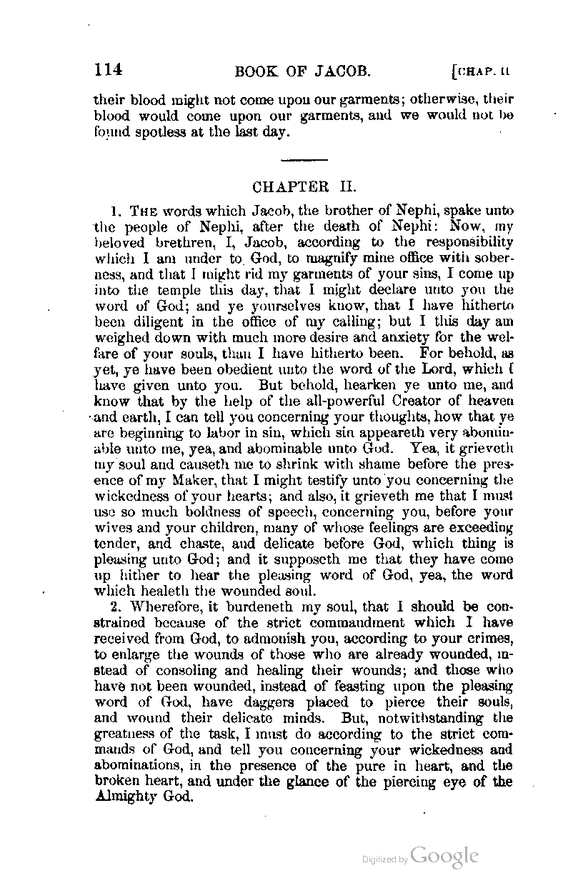 114 BOOK OF JACOB. [CHAP. II
their blood might not come upon our garments; otherwise, their
blood would come upon our garments, and we would not be
found spotless at the last day.
CHAPTER II.
1. THE words which Jacob, the brother of Nephi, spake unto
the people of Nephi, after the death of Nephi: Now, my
beloved brethren, I, Jacob, according to the responsibility
which I am under to God, to magnify mine office with sober-
ness, and that I might rid my garments of your sins, I come up
into the temple this day, that I might declare unto you the
word of God; and ye yourselves know, that I have hitherto
been diligent in the office of my calling; but I this day am
weighed down with much more desire and anxiety for the wel-
fare of your souls, than I have hitherto been. For behold, as
yet, ye have been obedient unto the word of the Lord, which I
have given unto you. But behold, hearken ye unto me, and
know that by the help of the all-powerful Creator of heaven
and earth, I can tell you concerning your thoughts, how that ye
are beginning to labor in sin, which sin appeareth very abomin-
able unto me, yea, and abominable unto God. Yea, it grieveth
my soul and causeth me to shrink with shame before the pres-
ence of my Maker, that I might testify unto you concerning the
wickedness of your hearts; and also, it grieveth me that I must
use so much boldness of speech, concerning you, before your
wives and your children, many of whose feelings are exceeding
tender, and chaste, and delicate before God, which thing is
pleasing unto God; and it supposeth me that they have come
up hither to hear the pleasing word of God, yea, the word
which healeth the wounded soul.
2. Wherefore, it burdeneth my soul, that I should be con-
strained because of the strict commandment which I have
received from God, to admonish you, according to your crimes,
to enlarge the wounds of those who are already wounded, in-
stead of consoling and healing their wounds; and those who
have not been wounded, instead of feasting upon the pleasing
word of God, have daggers placed to pierce their souls,
and wound their delicate minds. But, notwithstanding the
greatness of the task, I must do according to the strict com-
mands of God, and tell you concerning your wickedness and
abominations, in the presence of the pure in heart, and the
broken heart, and under the glance of the piercing eye of the
Almighty God.
Digitized by Google